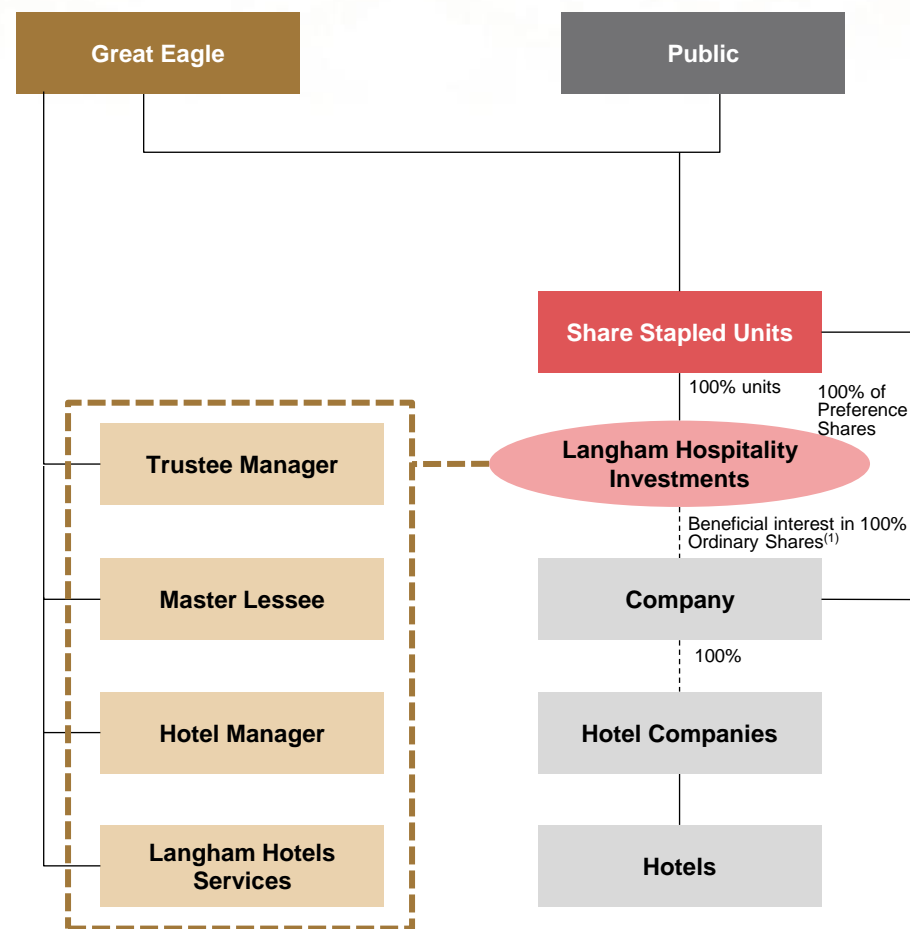 Great Eagle
Public
Share Stapled Units
100% units
100% of
Preference
Shares
Trustee Manager
Langham Hospitality
Investments
Beneficial interest in 100%
Ordinary Shares(1)
Master Lessee
Company
100%
Hotel Manager
Hotel Companies
Langham Hotels
Services
Hotels